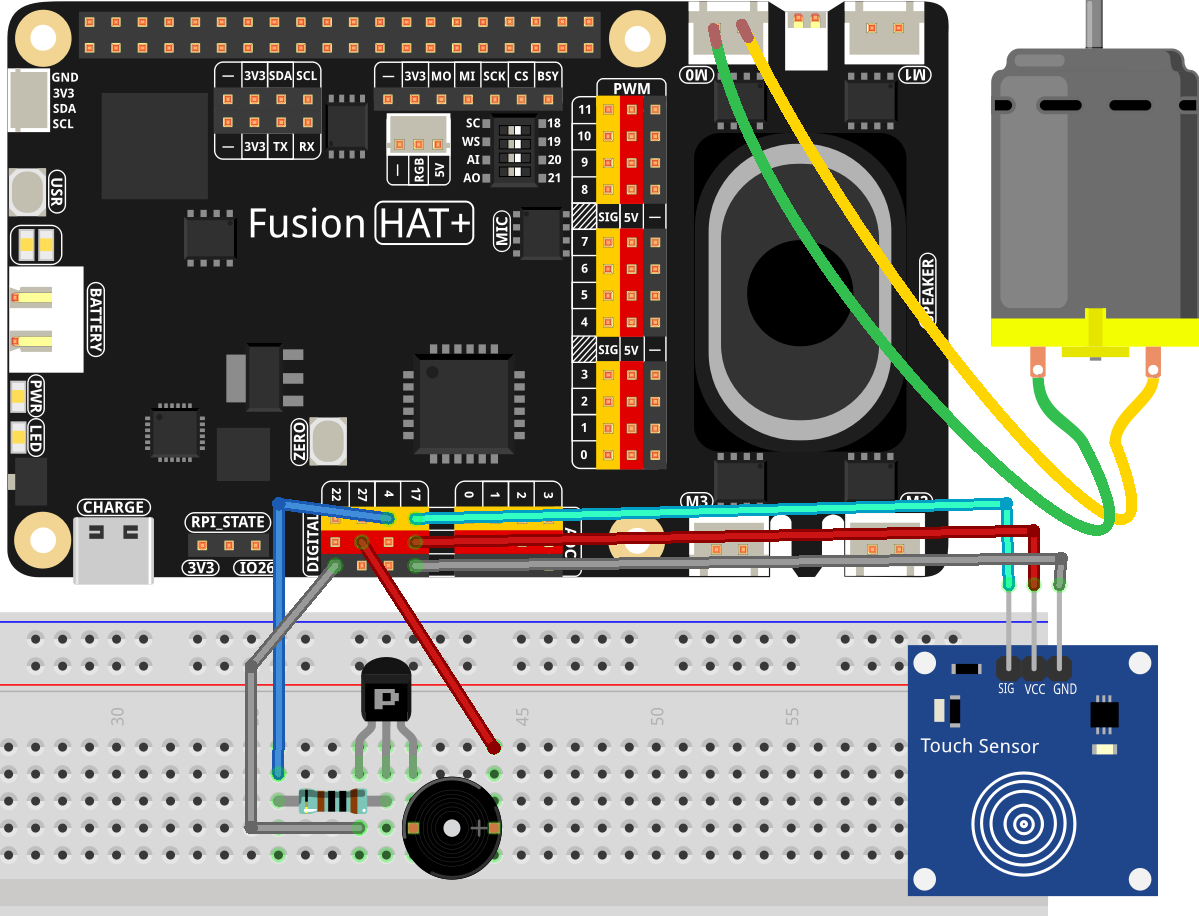 GND
3V3
SDA
SCL
— 3V3 SDA SCL
— 3V3 TX RX
— 3V3 MO MI SCK CS BSY
— RGB 5V
SC 18
WS 19
AI 20
AO 21
PWM
11
10
9
8
SIG 5V —
7
6
5
4
SIG 5V —
3
2
1
0
M0
M1
USR
Fusion HAT+
MIC
BATTERY
SPEAKER
PWR
LED
ZERO
CHARGE
RPI_STATE
3V3 IO26
22 27 4 17
DIGITAL
0 1 2 3
M3
30
45
50
55
P
+
SIG VCC GND
Touch Sensor